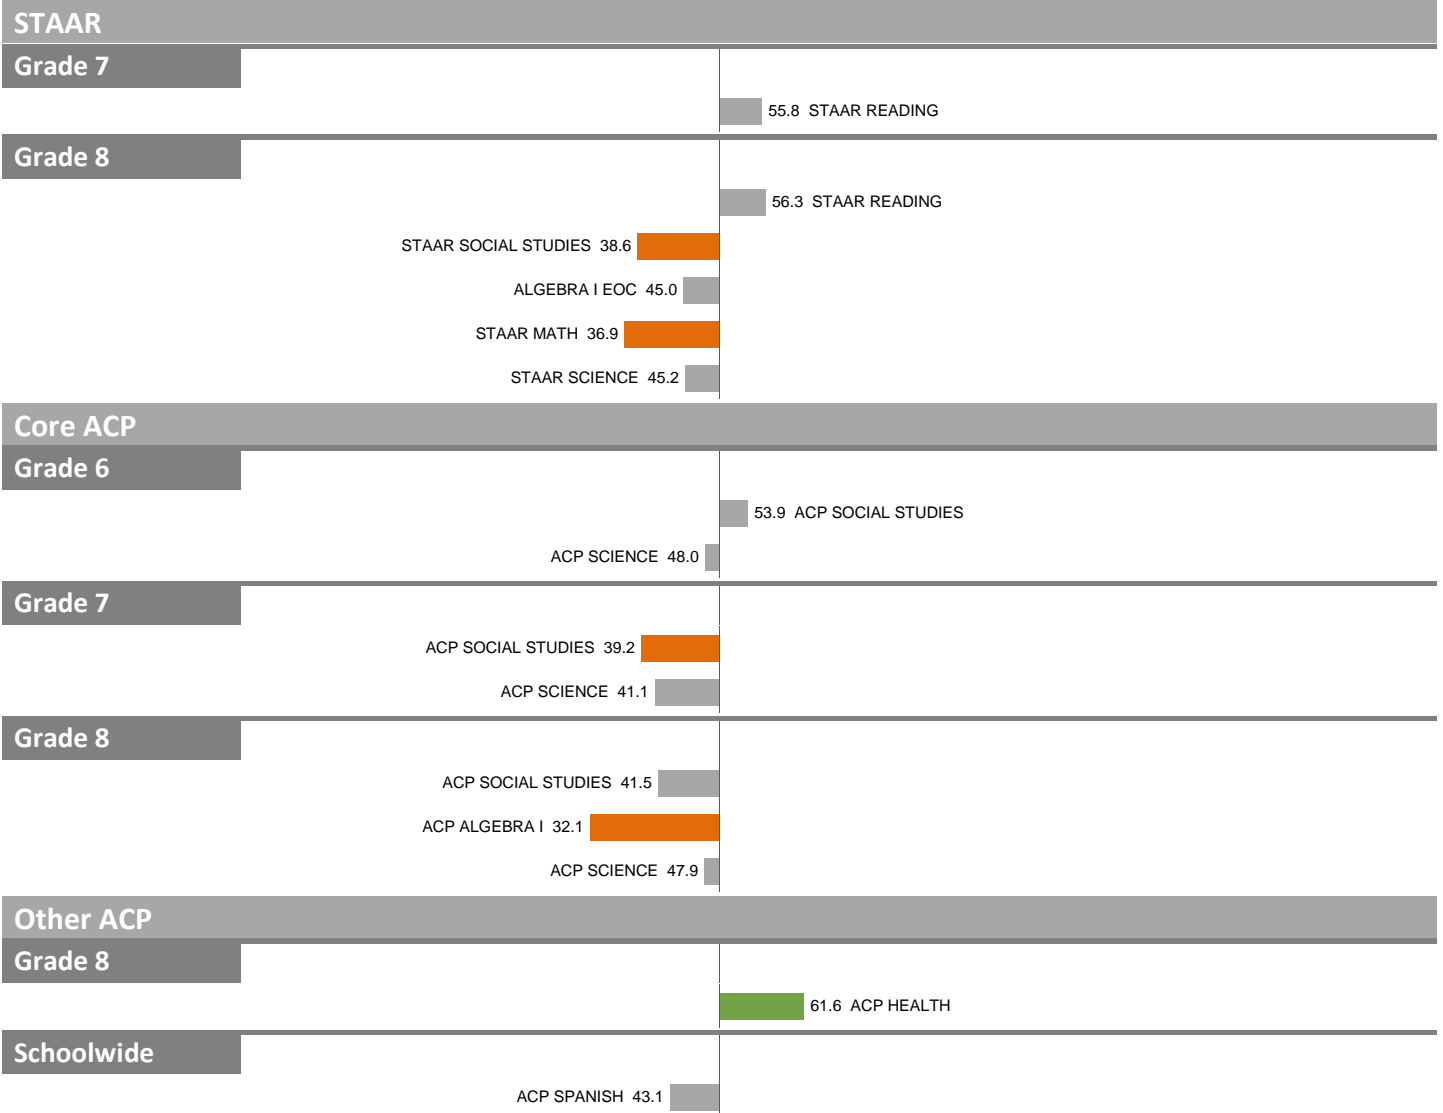 STAAR
Grade 7
55.8 STAAR READING
Grade 8
56.3 STAAR READING
STAAR SOCIAL STUDIES 38.6
ALGEBRA I EOC 45.0
STAAR MATH 36.9
STAAR SCIENCE 45.2
Core ACP
Grade 6
53.9 ACP SOCIAL STUDIES
ACP SCIENCE 48.0
Grade 7
ACP SOCIAL STUDIES 39.2
ACP SCIENCE 41.1
Grade 8
ACP SOCIAL STUDIES 41.5
ACP ALGEBRA I 32.1
ACP SCIENCE 47.9
Other ACP
Grade 8
61.6 ACP HEALTH
Schoolwide
ACP SPANISH 43.1